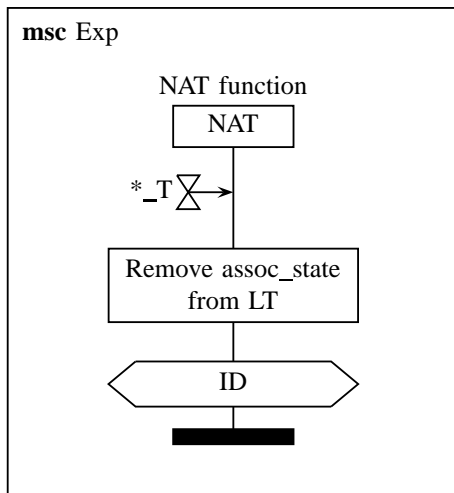 msc Exp
NAT function
NAT
*_T
Remove assoc_state
from LT
ID